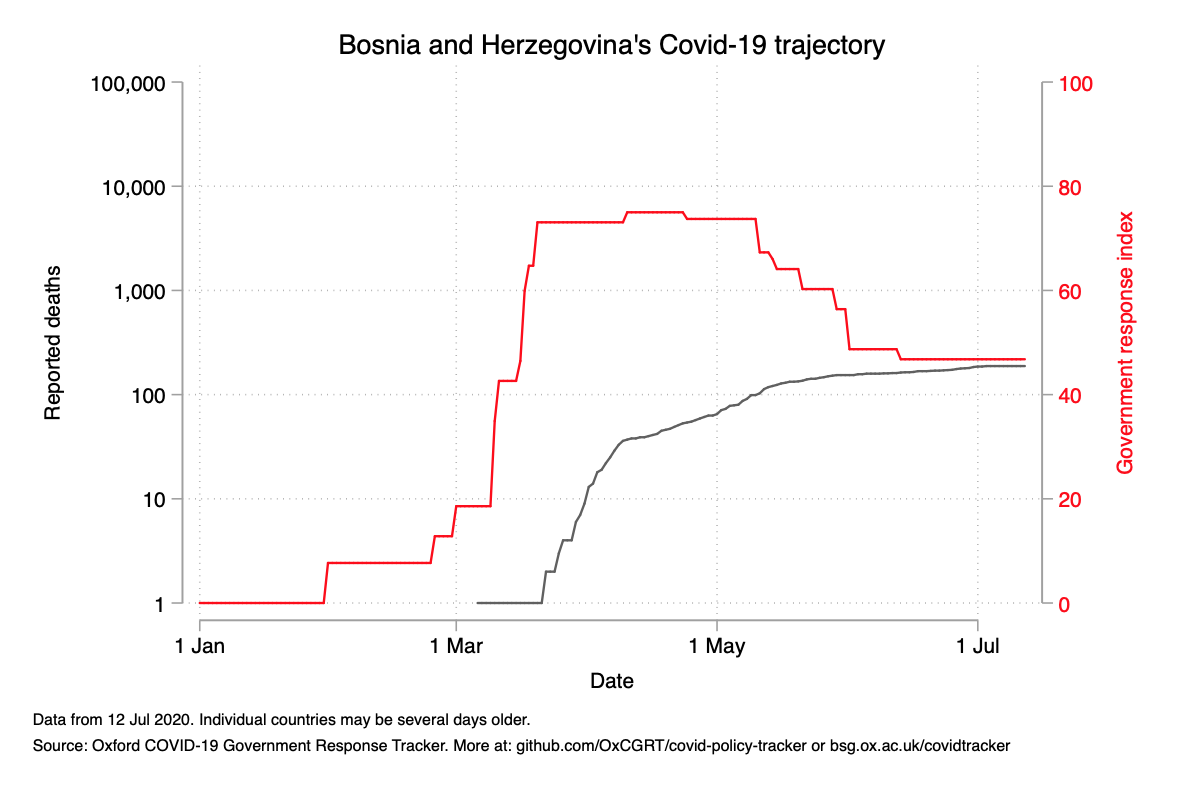 Bosnia and Herzegovina's Covid-19 trajectory
100,000
10,000
1,000
100
10
1
Reported deaths
100
80
60
40
20
0
Government response index
1 Jan
1 Mar
1 May
1 Jul
Date
Data from 12 Jul 2020. Individual countries may be several days older.
Source: Oxford COVID-19 Government Response Tracker. More at: github.com/OxCGRT/covid-policy-tracker or bsg.ox.ac.uk/covidtracker